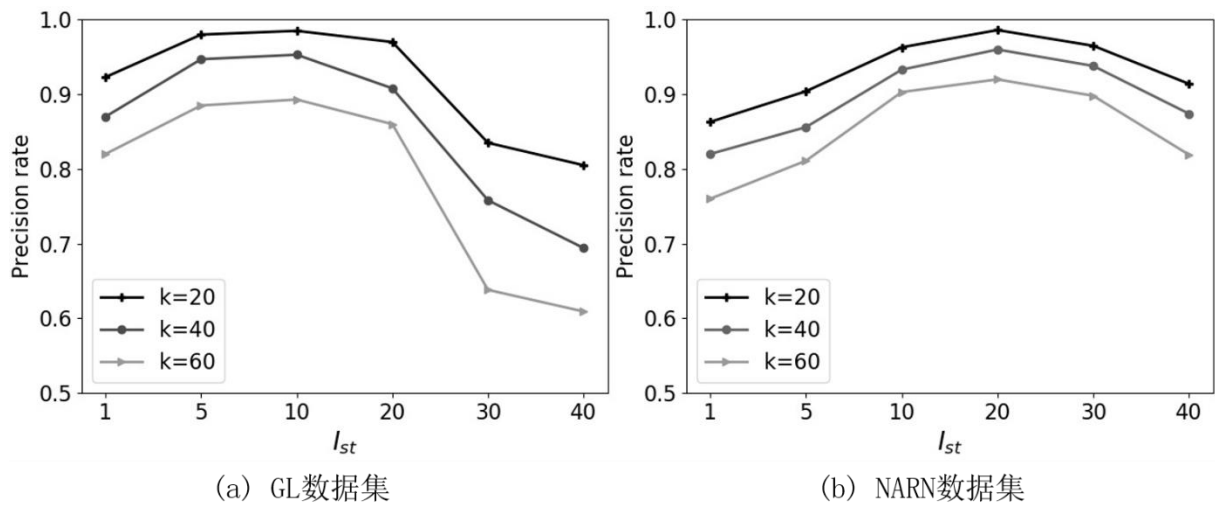 1.0
0.9
0.8
0.7
0.6
0.5
Precision rate
k=20
k=40
k=60
1 5 10 20 30 40
I_st
(a) GL数据集
1.0
0.9
0.8
0.7
0.6
0.5
Precision rate
k=20
k=40
k=60
1 5 10 20 30 40
I_st
(b) NARN数据集